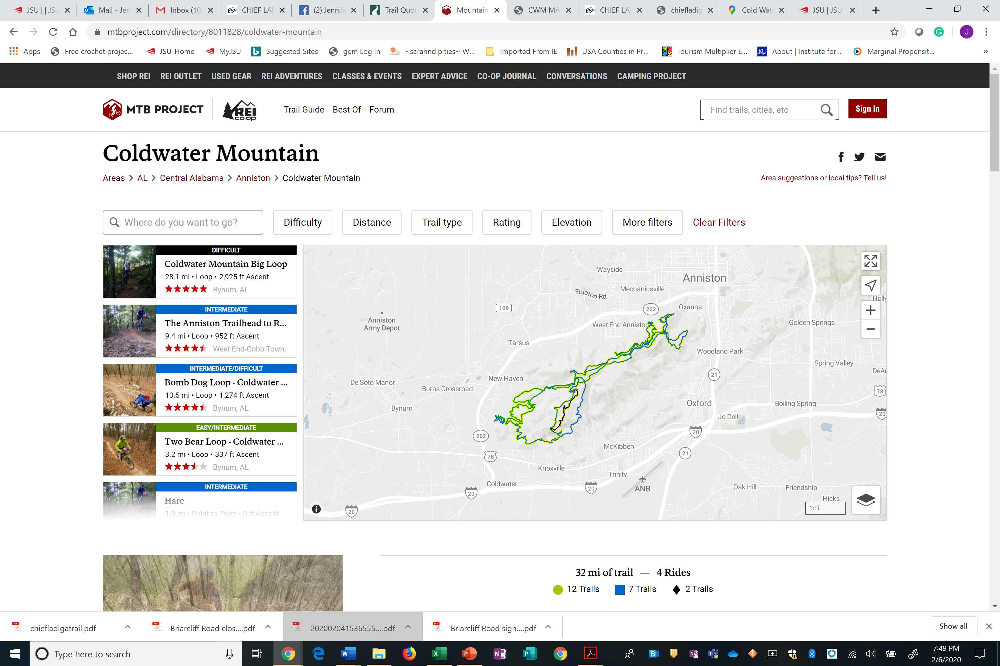 JSU | | JSU
Mail - Jen
Inbox (10,
CHIEF LAD
(2) Jennife
Trail Quot
Mountain
CWM MA
CHIEF LAD
chiefladig
Cold Wate
JSU | JSU
mtbproject.com/directory/8011828/coldwater-mountain
J
Apps
Free crochet projec...
JSU-Home
MyJSU
Suggested Sites
gem Log In
~sarahndipities~ W...
Imported From IE
USA Counties in Pr...
Tourism Multiplier E...
KU
About | Institute for...
Marginal Propensit...
»
SHOP REI REI OUTLET USED GEAR REI ADVENTURES CLASSES & EVENTS EXPERT ADVICE CO-OP JOURNAL CONVERSATIONS CAMPING PROJECT
MTB PROJECT
REI
CO·OP
Trail Guide Best Of Forum
Find trails, cities, etc
Sign In
Coldwater Mountain
Areas > AL > Central Alabama > Anniston > Coldwater Mountain
Area suggestions or local tips? Tell us!
Where do you want to go?
Difficulty
Distance
Trail type
Rating
Elevation
More filters
Clear Filters
DIFFICULT
Coldwater Mountain Big Loop
28.1 mi • Loop • 2,925 ft Ascent
Bynum, AL
INTERMEDIATE
The Anniston Trailhead to R...
9.4 mi • Loop • 952 ft Ascent
West End-Cobb Town,
INTERMEDIATE/DIFFICULT
Bomb Dog Loop - Coldwater ...
10.5 mi • Loop • 1,274 ft Ascent
Bynum, AL
EASY/INTERMEDIATE
Two Bear Loop - Coldwater ...
3.2 mi • Loop • 337 ft Ascent
Bynum, AL
INTERMEDIATE
Hare
1.9 mi • Point to Point • 0 ft Ascent
Wayside
Anniston
Mechanicsville
Eulaton Rd
Holly
109
202
Oxanna
Anniston
Army Depot
West End Anniston
Golden Springs
Tarsus
Woodland Park
Spring Valley
DeAr
21
New Haven
De Soto Manor
Burns Crossroad
78
Oxford
Boiling Spring
Bynum
20
Jo Dell
202
20
McKibben
21
78
Knoxville
Trinity
Coldwater
ANB
Oak Hill
Friendship
20
20
Hicks
20
1mi
32 mi of trail — 4 Rides
12 Trails
7 Trails
2 Trails
chiefladigatrail.pdf
Briarcliff Road clos....pdf
202002041536555....pdf
Briarcliff Road sign....pdf
Show all
Type here to search
7:49 PM
2/6/2020